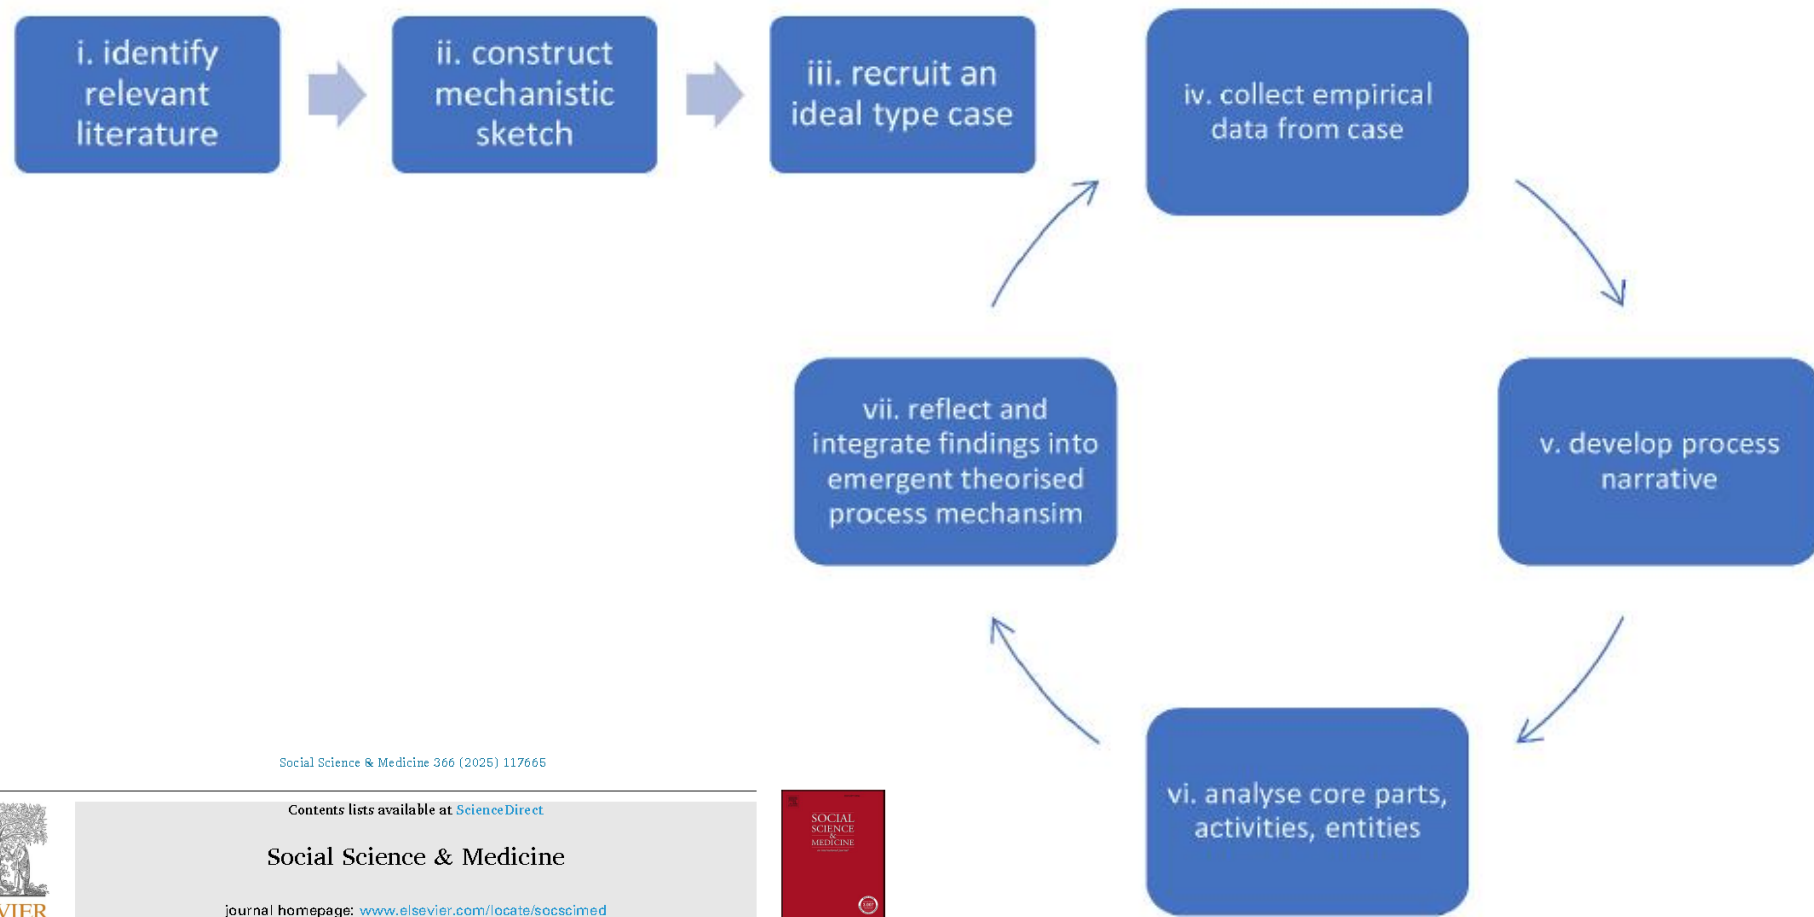 i. identify
relevant
literature
ii. construct
mechanistic
sketch
iii. recruit an
ideal type case
iv. collect empirical
data from case
v. develop process
narrative
vi. analyse core parts,
activities, entities
vii. reflect and
integrate findings into
emergent theorised
process mechansim
Social Science & Medicine 366 (2025) 117665
Contents lists available at ScienceDirect
Social Science & Medicine
journal homepage: www.elsevier.com/locate/socscimed
VIER
SOCIAL
SCIENCE
&
MEDICINE